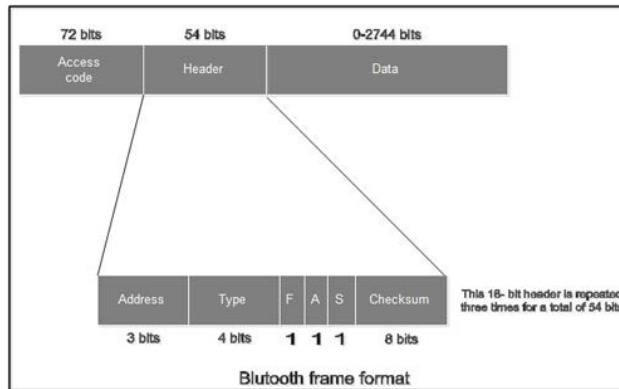 72 bits 54 bits 0-2744 bits
Access
code
Header Data
Address Type F A S Checksum
This 18- bit header is repeated
three times for a total of 54 bits
3 bits 4 bits 1 1 1 8 bits
Blutooth frame format